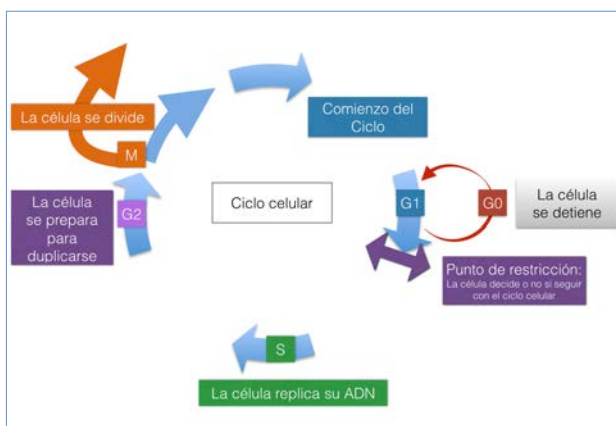 La célula se divide
M
Comienzo del
Ciclo
La célula
se prepara
para
duplicarse
G2
Ciclo celular
G1
G0
La célula
se detiene
Punto de restricción:
La célula decide o no si seguir
con el ciclo celular
S
La célula replica su ADN